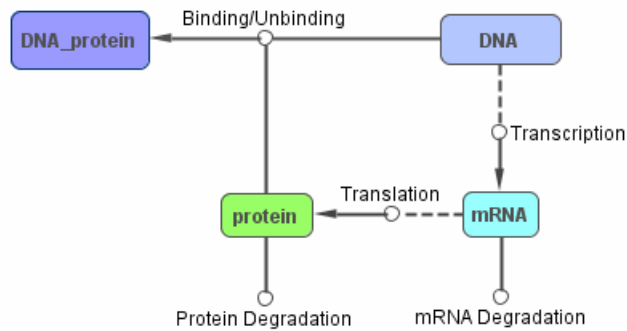 Binding/Unbinding
DNA_protein
DNA
Transcription
Translation
protein
mRNA
Protein Degradation
mRNA Degradation